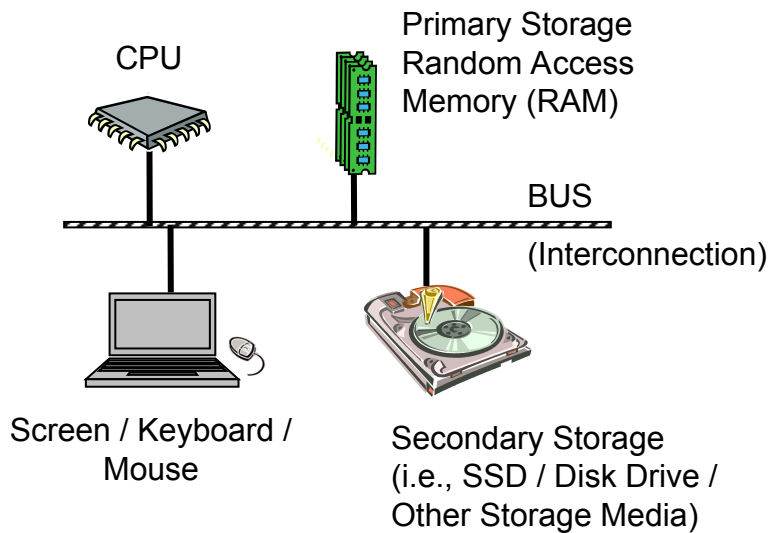 CPU
Primary Storage
Random Access
Memory (RAM)
BUS
(Interconnection)
Screen / Keyboard /
Mouse
Secondary Storage
(i.e., SSD / Disk Drive /
Other Storage Media)